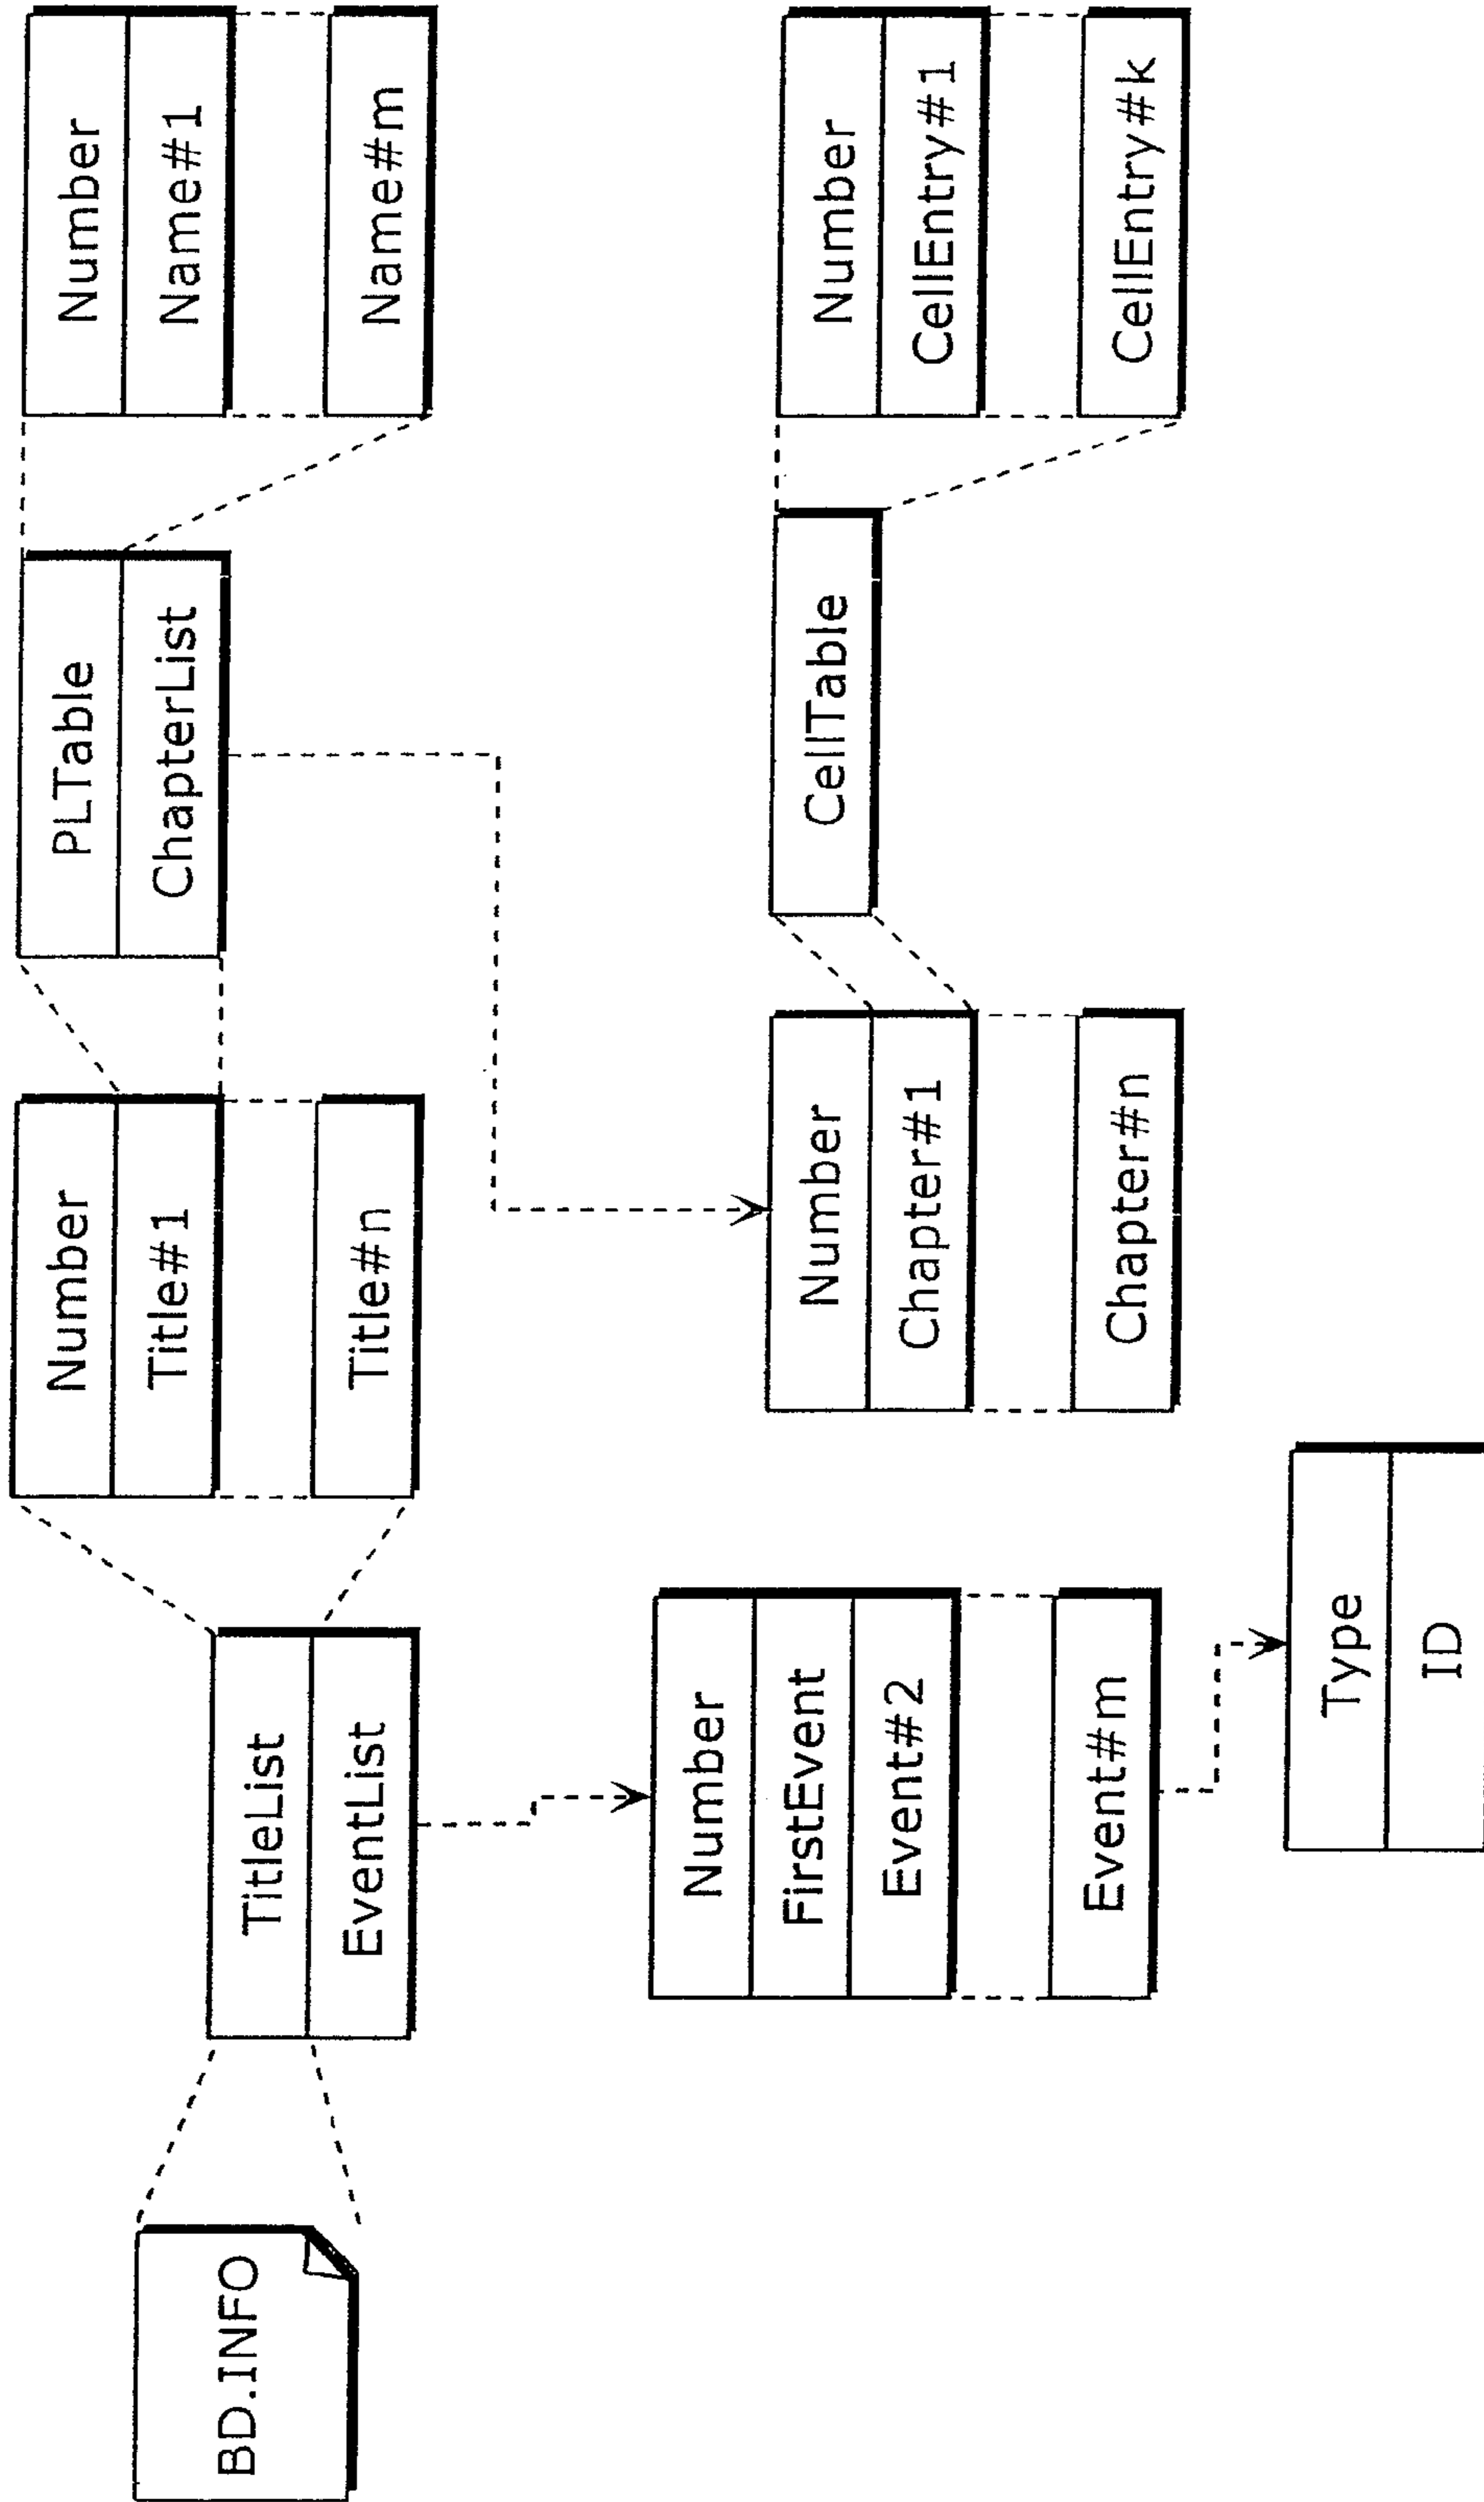 BD.INFO
TitleList
EventList
Number
Title#1
Title#n
PLTable
ChapterList
Number
Name#1
Name#m
Number
FirstEvent
Event#2
Event#m
Type
ID
Number
Chapter#1
Chapter#n
CellTable
Number
CellEntry#1
CellEntry#k